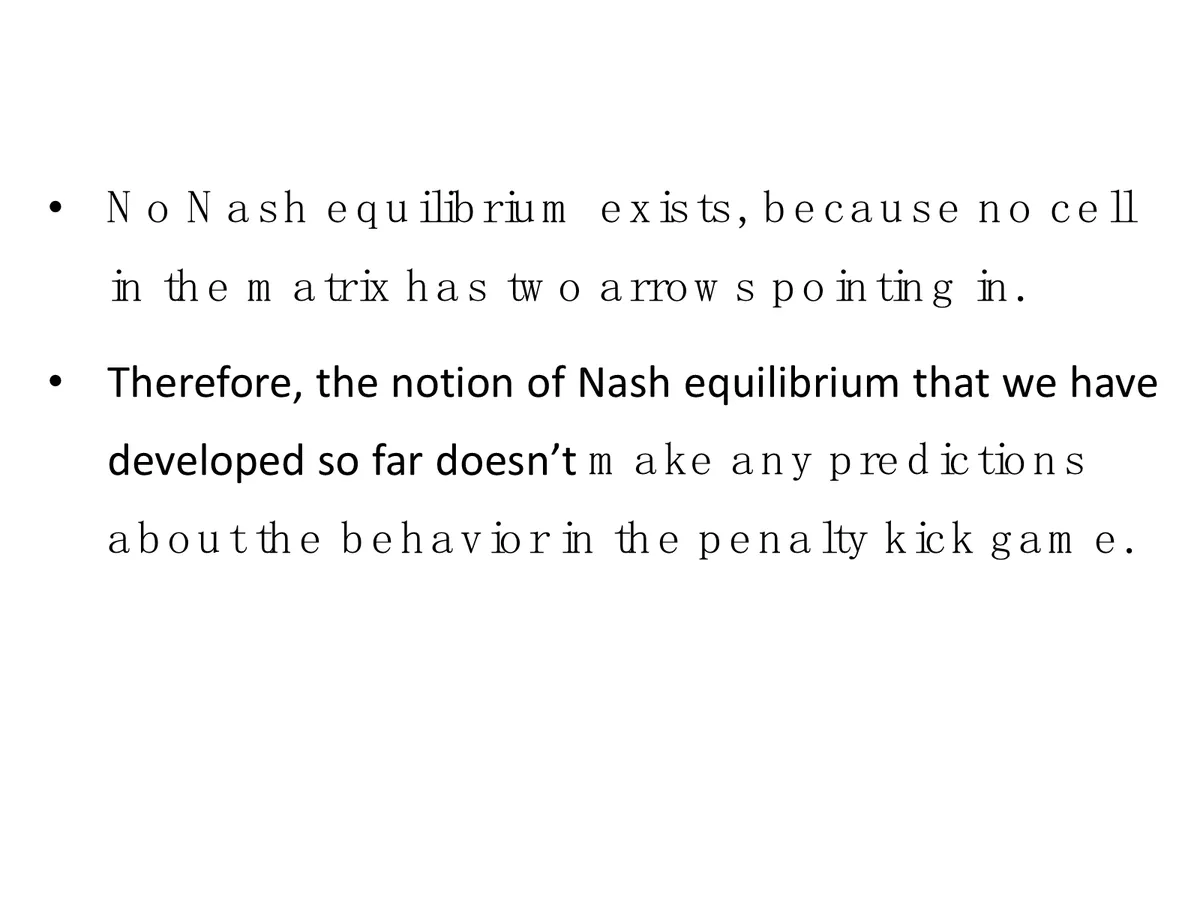 • No Nash equilibrium exists, because no cell
in the matrix has two arrows pointing in.
• Therefore, the notion of Nash equilibrium that we have
developed so far doesn’t make any predictions
about the behavior in the penalty kick game.